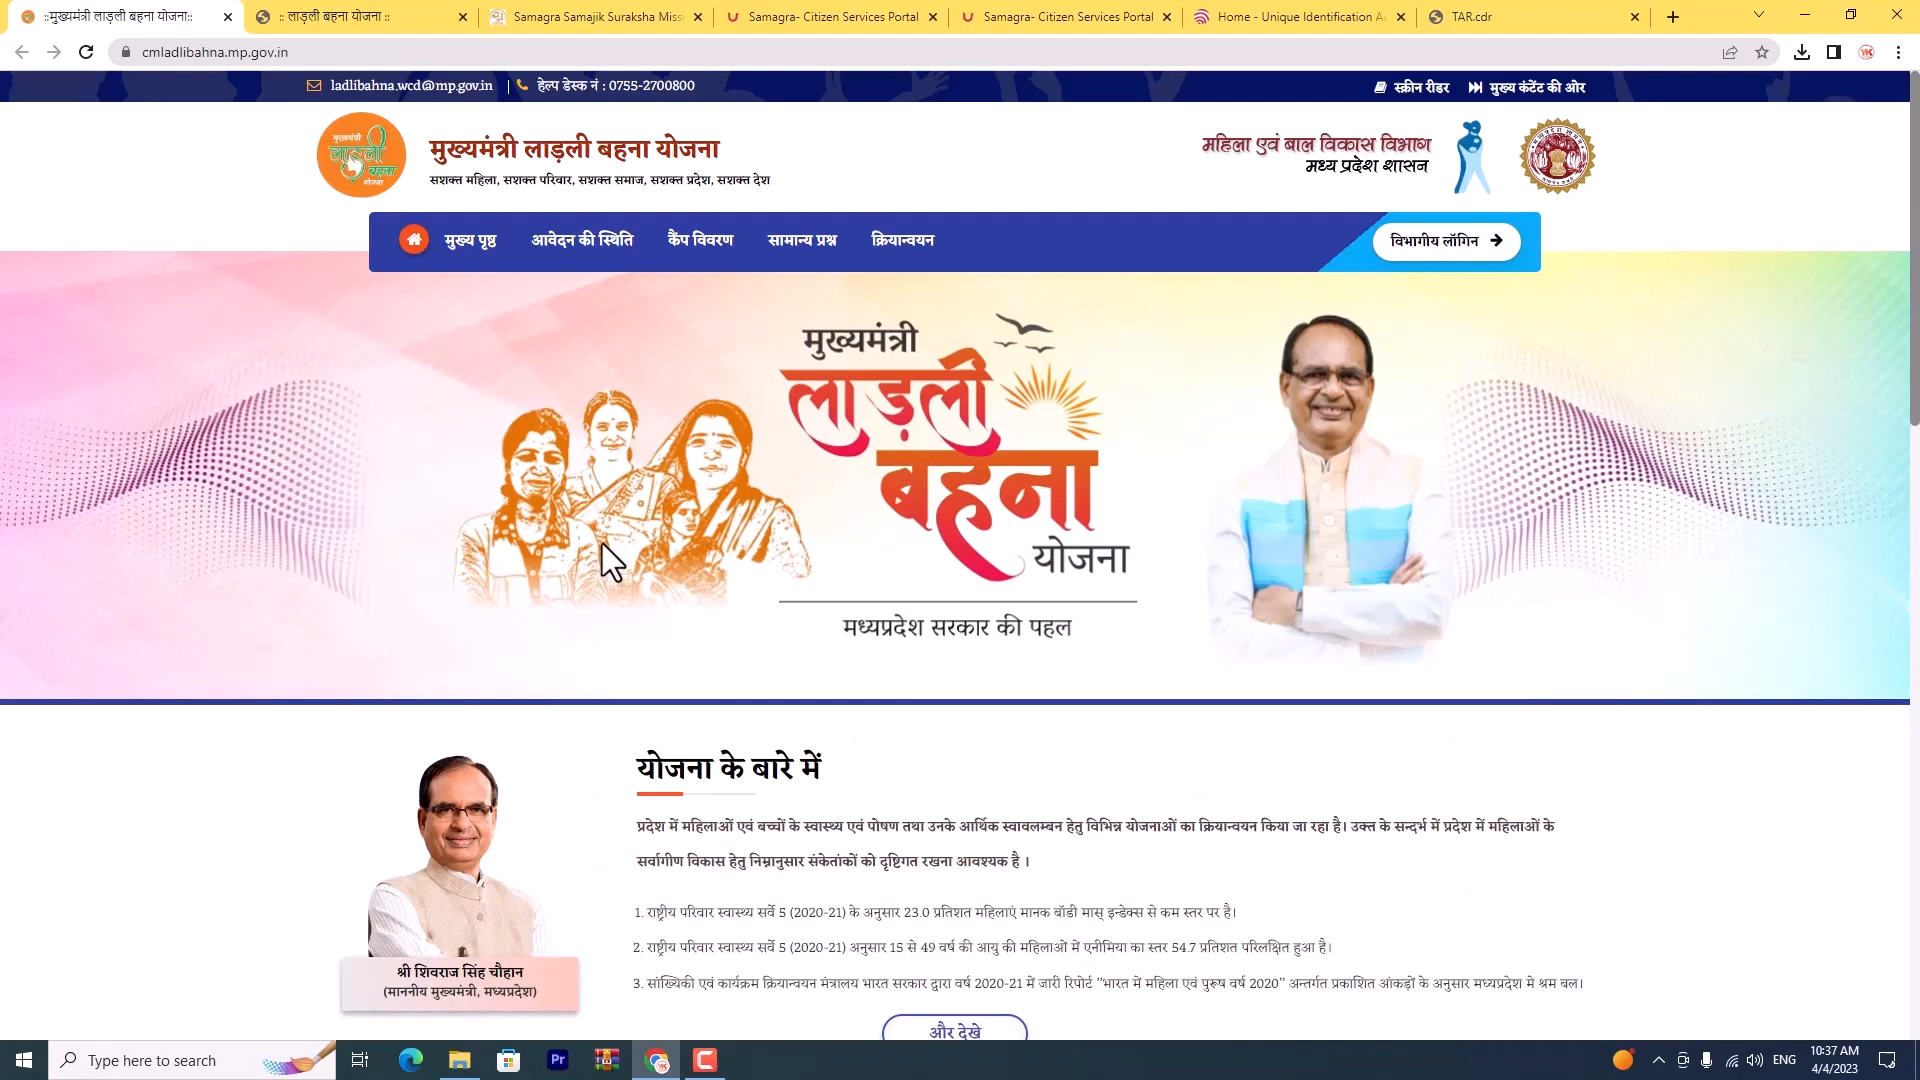 ::मुख्यमंत्री लाड़ली बहना योजना::
:: लाड़ली बहना योजना ::
Samagra Samajik Suraksha Missi
Samagra- Citizen Services Portal
Samagra- Citizen Services Portal
Home - Unique Identification Au
TAR.cdr
cmladlibahna.mp.gov.in
ladlibahna.wcd@mp.gov.in | हेल्प डेस्क नं : 0755-2700800
स्क्रीन रीडर
मुख्य कंटेंट की ओर
मुख्यमंत्री
लाड़ली
बहना
योजना
मुख्यमंत्री लाड़ली बहना योजना
सशक्त महिला, सशक्त परिवार, सशक्त समाज, सशक्त प्रदेश, सशक्त देश
महिला एवं बाल विकास विभाग
मध्य प्रदेश शासन
मुख्य पृष्ठ
आवेदन की स्थिति
कैंप विवरण
सामान्य प्रश्न
क्रियान्वयन
विभागीय लॉगिन
मुख्यमंत्री
लाड़ली
बहना
योजना
मध्यप्रदेश सरकार की पहल
योजना के बारे में
प्रदेश में महिलाओं एवं बच्चों के स्वास्थ्य एवं पोषण तथा उनके आर्थिक स्वावलम्बन हेतु विभिन्न योजनाओं का क्रियान्वयन किया जा रहा है। उक्त के सन्दर्भ में प्रदेश में महिलाओं के
सर्वागीण विकास हेतु निम्नानुसार संकेतांकों को दृष्टिगत रखना आवश्यक है ।
1. राष्ट्रीय परिवार स्वास्थ्य सर्वे 5 (2020-21) के अनुसार 23.0 प्रतिशत महिलाएं मानक बॉडी मास् इन्डेक्स से कम स्तर पर है।
2. राष्ट्रीय परिवार स्वास्थ्य सर्वे 5 (2020-21) अनुसार 15 से 49 वर्ष की आयु की महिलाओं में एनीमिया का स्तर 54.7 प्रतिशत परिलक्षित हुआ है।
3. सांख्यिकी एवं कार्यक्रम क्रियान्वयन मंत्रालय भारत सरकार द्वारा वर्ष 2020-21 में जारी रिपोर्ट ”भारत में महिला एवं पुरूष वर्ष 2020” अन्तर्गत प्रकाशित आंकड़ों के अनुसार मध्यप्रदेश मे श्रम बल।
श्री शिवराज सिंह चौहान
(माननीय मुख्यमंत्री, मध्यप्रदेश)
और देखे
Type here to search
Pr
ENG
10:37 AM
4/4/2023